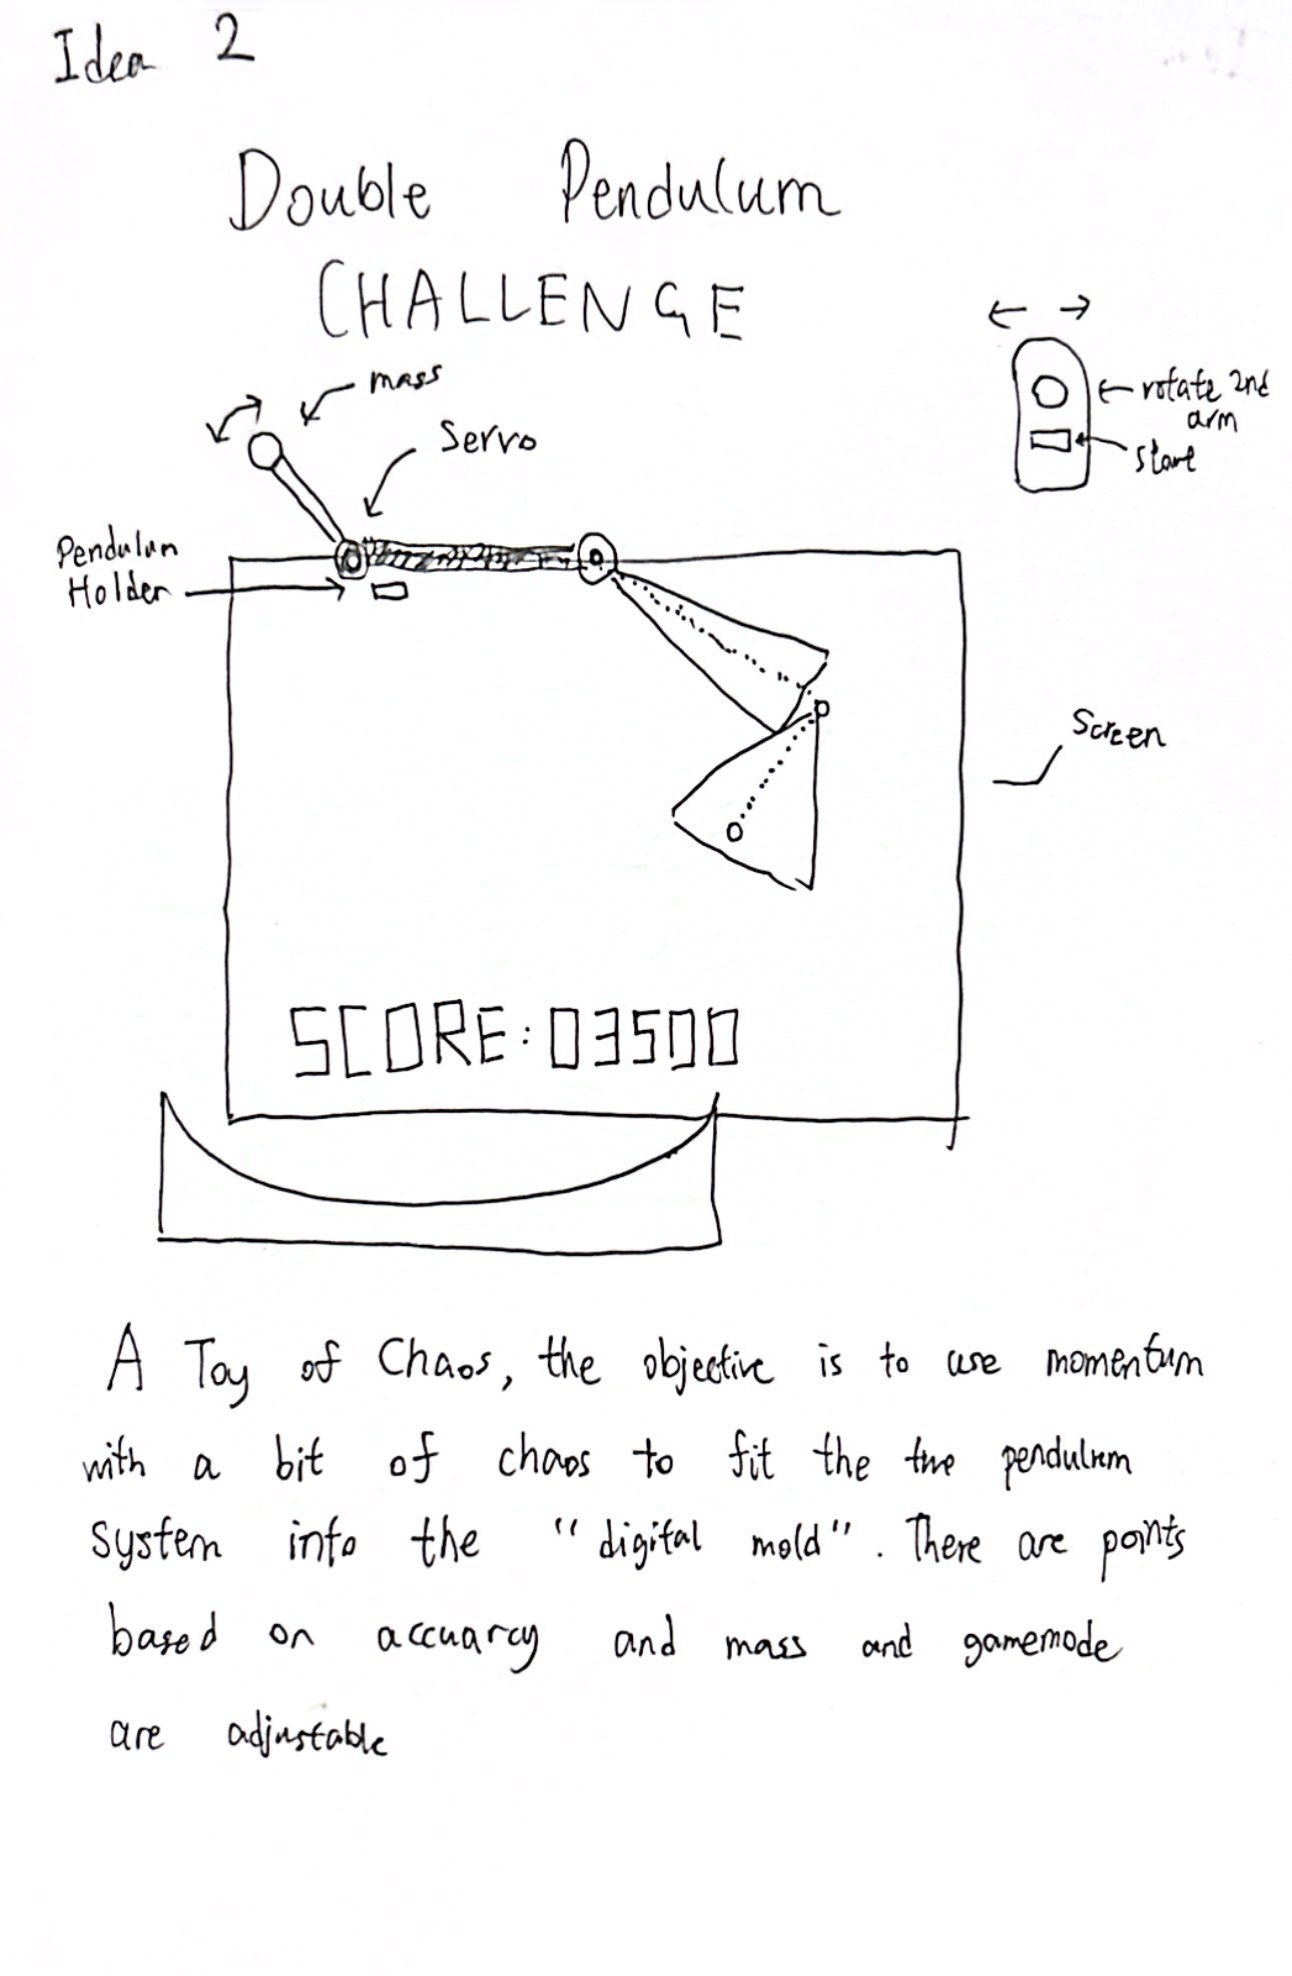 Idea 2
Double Pendulum
CHALLENGE
mass
Servo
rotate 2nd
arm
start
Pendulum
Holder
Screen
SCORE:03500
A Toy of Chaos, the objective is to use momentum
with a bit of chaos to fit the two pendulum
System into the "digital mold". There are points
based on accuarcy and mass and gamemode
are adjustable